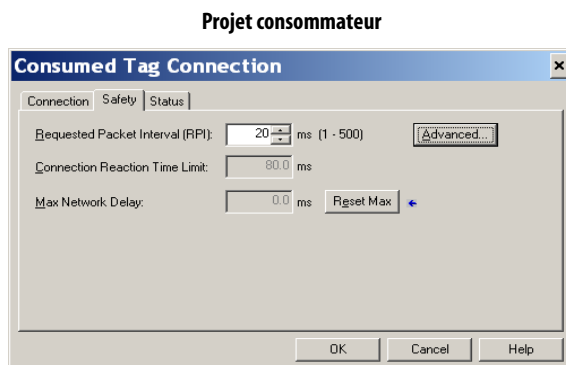 Projet consommateur
Consumed Tag Connection
Connection Safety Status
Requested Packet Interval (RPI): 20 ms (1 - 500) Advanced...
Connection Reaction Time Limit: 80.0 ms
Max Network Delay: 0.0 ms Reset Max
OK Cancel Help